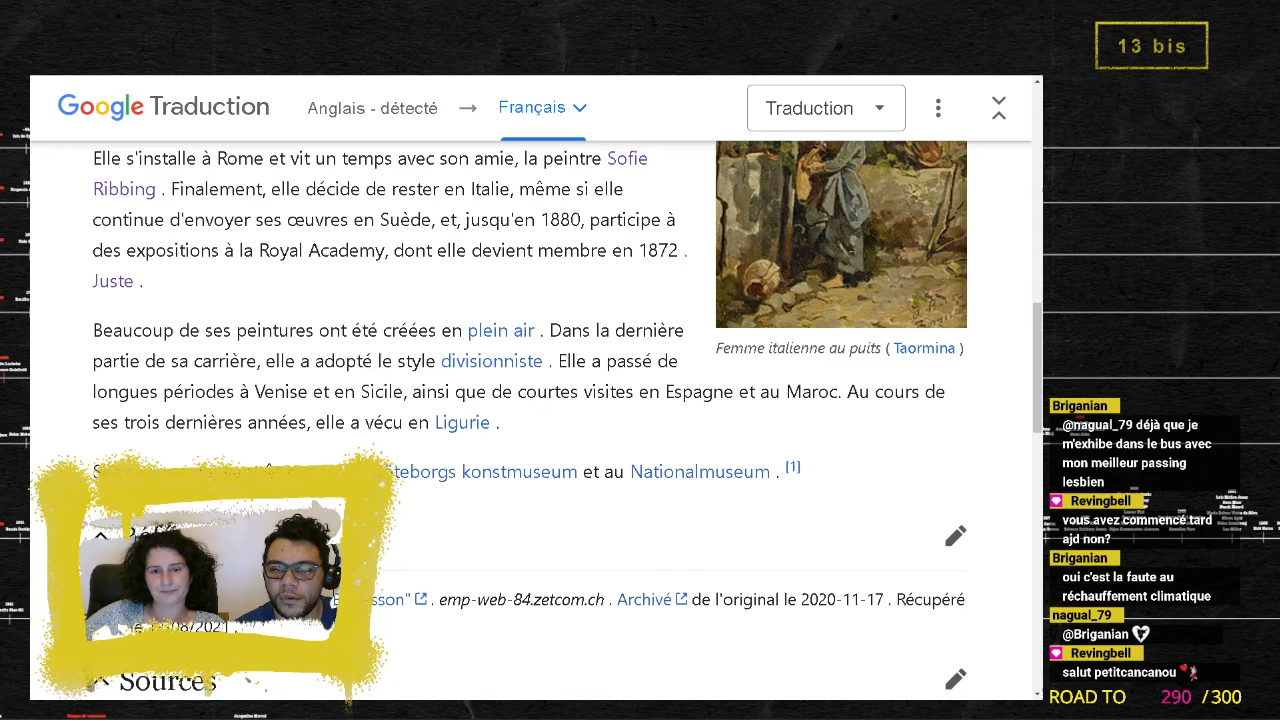 13 bis
Google Traduction
Anglais - détecté
Français
Traduction
Elle s'installe à Rome et vit un temps avec son amie, la peintre Sofie
Ribbing . Finalement, elle décide de rester en Italie, même si elle
continue d'envoyer ses œuvres en Suède, et, jusqu'en 1880, participe à
des expositions à la Royal Academy, dont elle devient membre en 1872 .
Juste .
Femme italienne au puits ( Taormina )
Beaucoup de ses peintures ont été créées en plein air . Dans la dernière
partie de sa carrière, elle a adopté le style divisionniste . Elle a passé de
longues périodes à Venise et en Sicile, ainsi que de courtes visites en Espagne et au Maroc. Au cours de
ses trois dernières années, elle a vécu en Ligurie .
konstmuseum et au Nationalmuseum . [1]
emp-web-84.zetcom.ch . Archivé de l'original le 2020-11-17 . Récupéré
/08/2021 .
Sources
Briganian
@nagual_79 déjà que je
m'exhibe dans le bus avec
mon meilleur passing
lesbien
Revingbell
vous avez commencé tard
ajd non?
Briganian
oui c'est la faute au
réchauffement climatique
nagual_79
@Briganian
Revingbell
salut petitcancanou
ROAD TO 290 /300